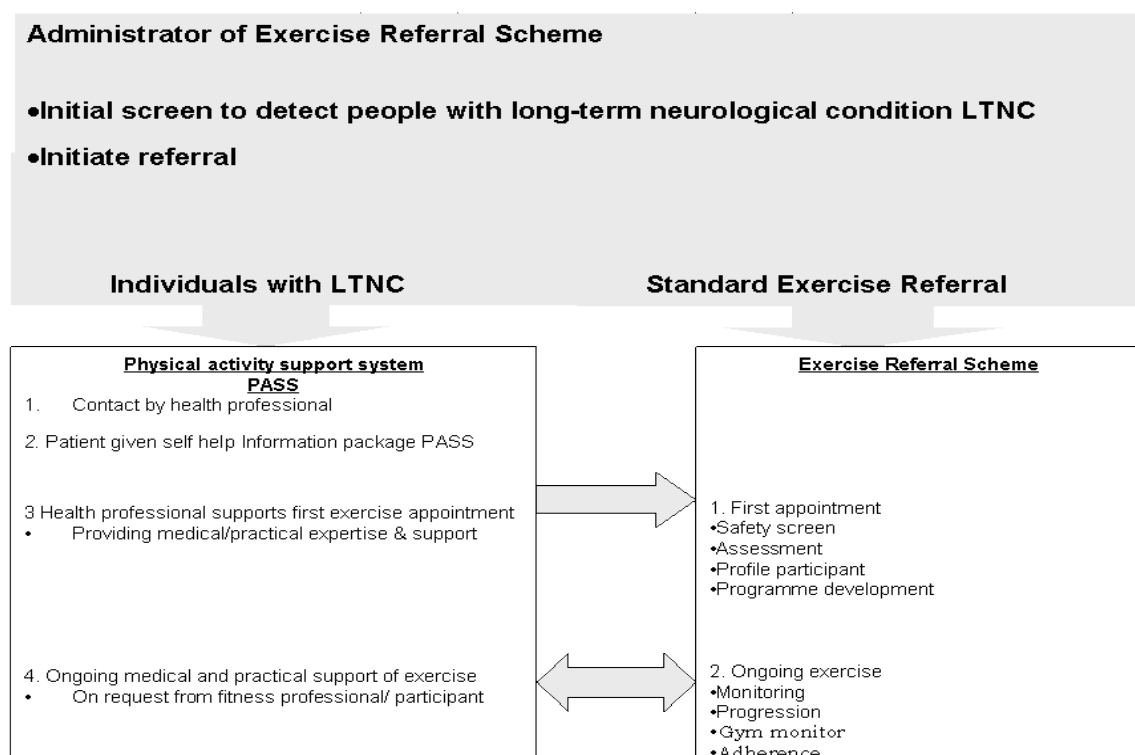 Administrator of Exercise Referral Scheme
•Initial screen to detect people with long-term neurological condition LTNC
•Initiate referral
Individuals with LTNC
Standard Exercise Referral
Physical activity support system
PASS
1. Contact by health professional
2. Patient given self help Information package PASS
3 Health professional supports first exercise appointment
• Providing medical/practical expertise & support
4. Ongoing medical and practical support of exercise
• On request from fitness professional/ participant
Exercise Referral Scheme
1. First appointment
•Safety screen
•Assessment
•Profile participant
•Programme development
2. Ongoing exercise
•Monitoring
•Progression
•Gym monitor
•Adherence